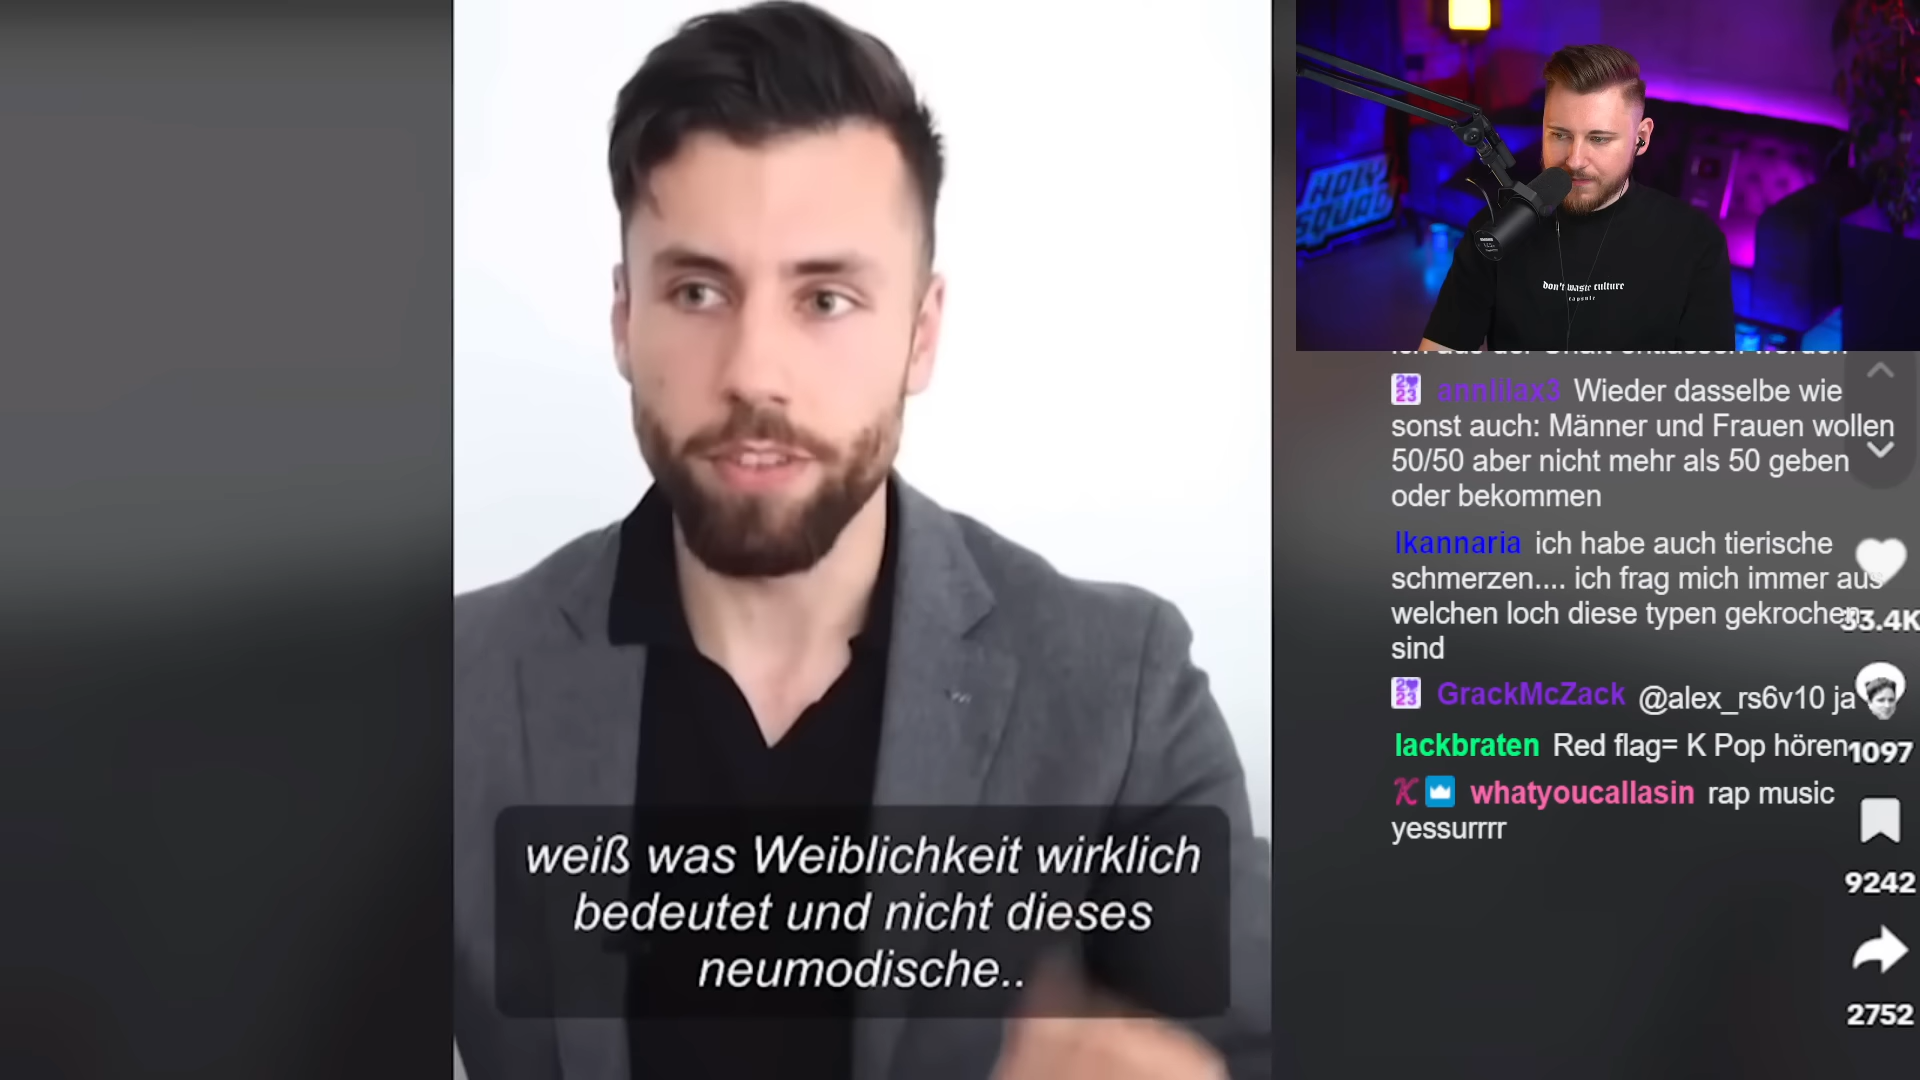 weiß was Weiblichkeit wirklich
bedeutet und nicht dieses
neumodische..
HOLY
SQUAD
don't waste culture
annlilax3 Wieder dasselbe wie
sonst auch: Männer und Frauen wollen
50/50 aber nicht mehr als 50 geben
oder bekommen
Ikannaria ich habe auch tierische
schmerzen.... ich frag mich immer aus
welchen loch diese typen gekrochen
sind
GrackMcZack @alex_rs6v10 ja
lackbraten Red flag= K Pop hören
whatyoucallasin rap music
yessurrrr
33.4K
1097
9242
2752